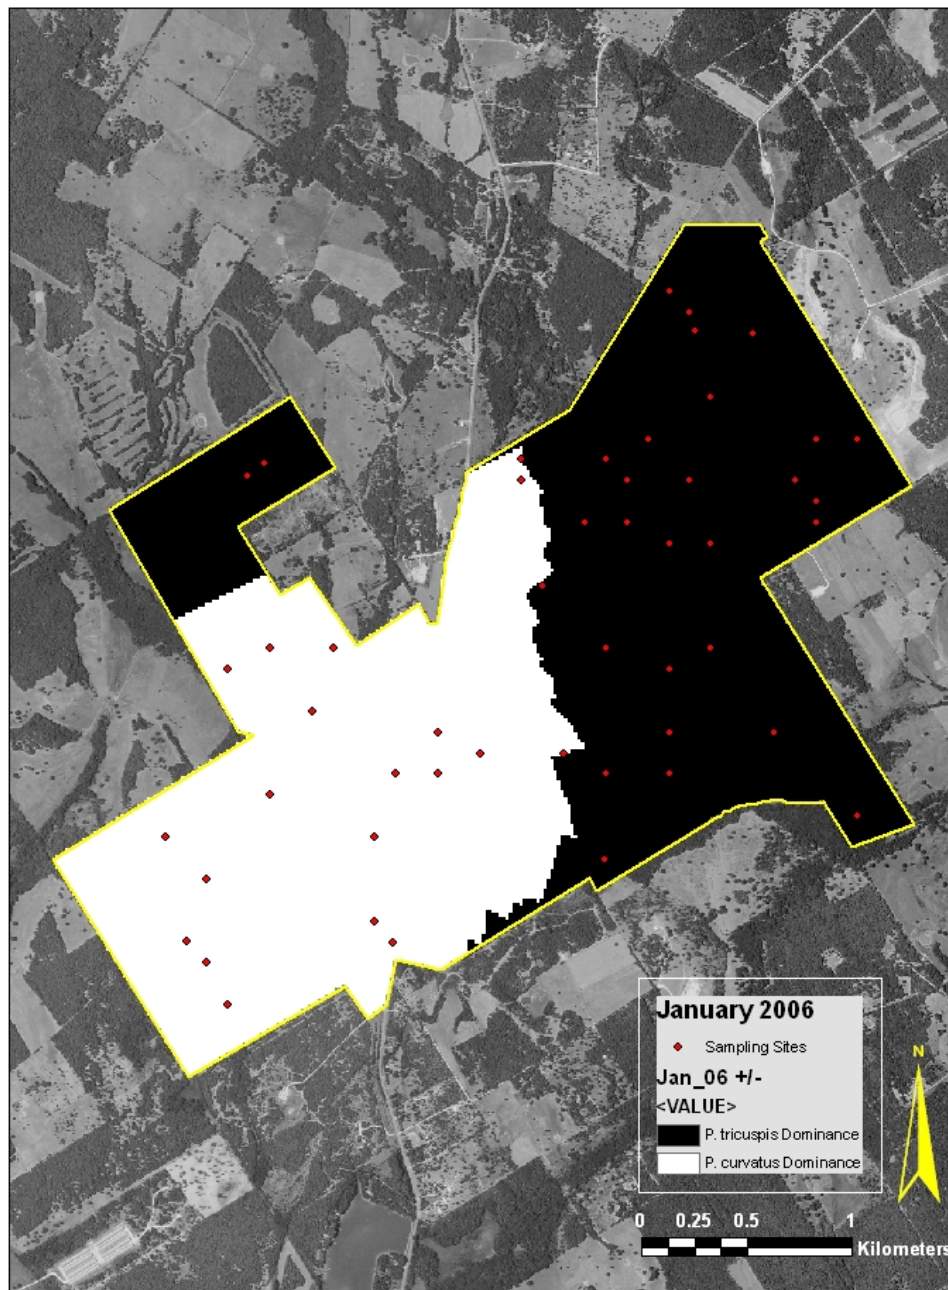 January 2006
Sampling Sites
Jan_06 +/-
<VALUE>
P. tricuspis Dominance
P. curvatus Dominance
N
0 0.25 0.5 1
Kilometers